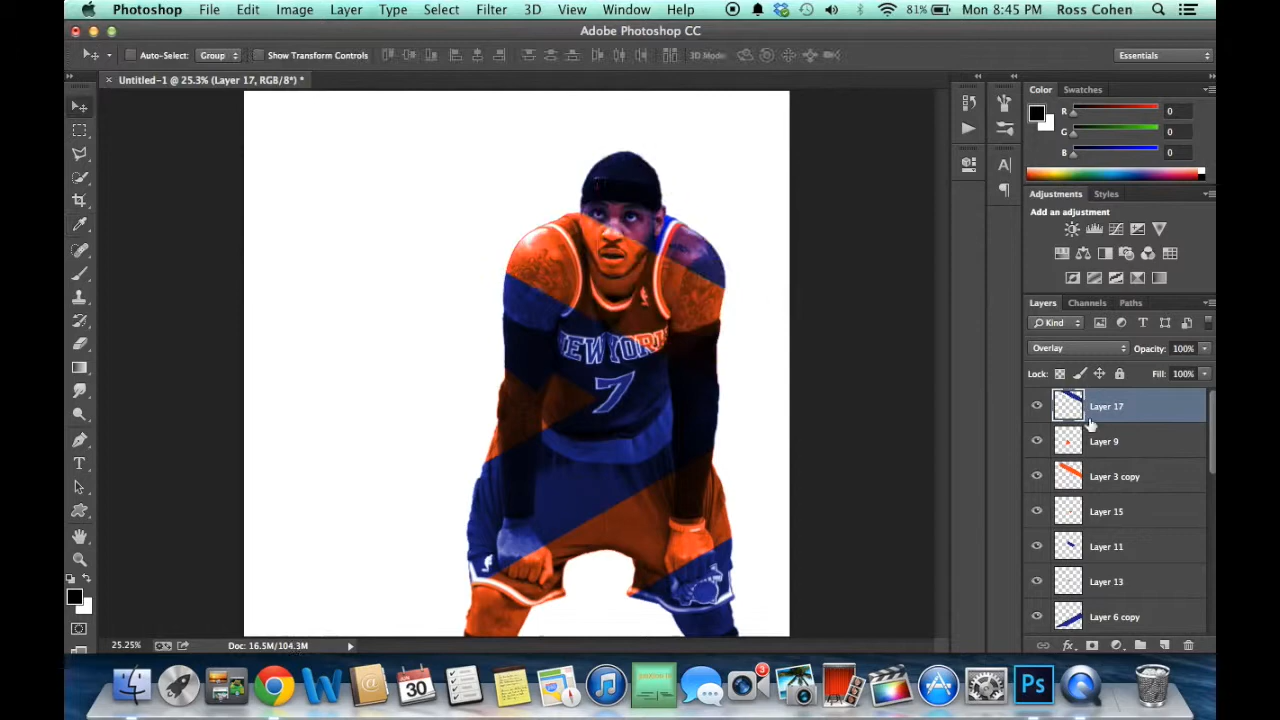 Photoshop File Edit Image Layer Type Select Filter 3D View Window Help 81% Mon 8:45 PM Ross Cohen
Adobe Photoshop CC
Auto-Select: Group Show Transform Controls 3D Mode: Essentials
× Untitled-1 @ 25.3% (Layer 17, RGB/8*) *
Color Swatches
R 0
G 0
B 0
Adjustments Styles
Add an adjustment
Layers Channels Paths
Kind
Overlay Opacity: 100%
Lock: Fill: 100%
Layer 17
Layer 9
Layer 3 copy
Layer 15
Layer 11
Layer 13
Layer 6 copy
NEW YORK
7
25.25% Doc: 16.5M/104.3M
30
3
Ps